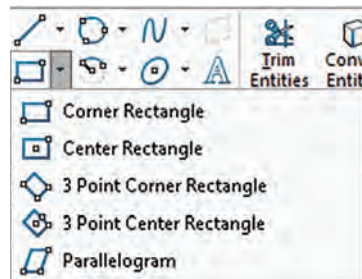 Trim
Entities
Conv
Entit
Corner Rectangle
Center Rectangle
3 Point Corner Rectangle
3 Point Center Rectangle
Parallelogram